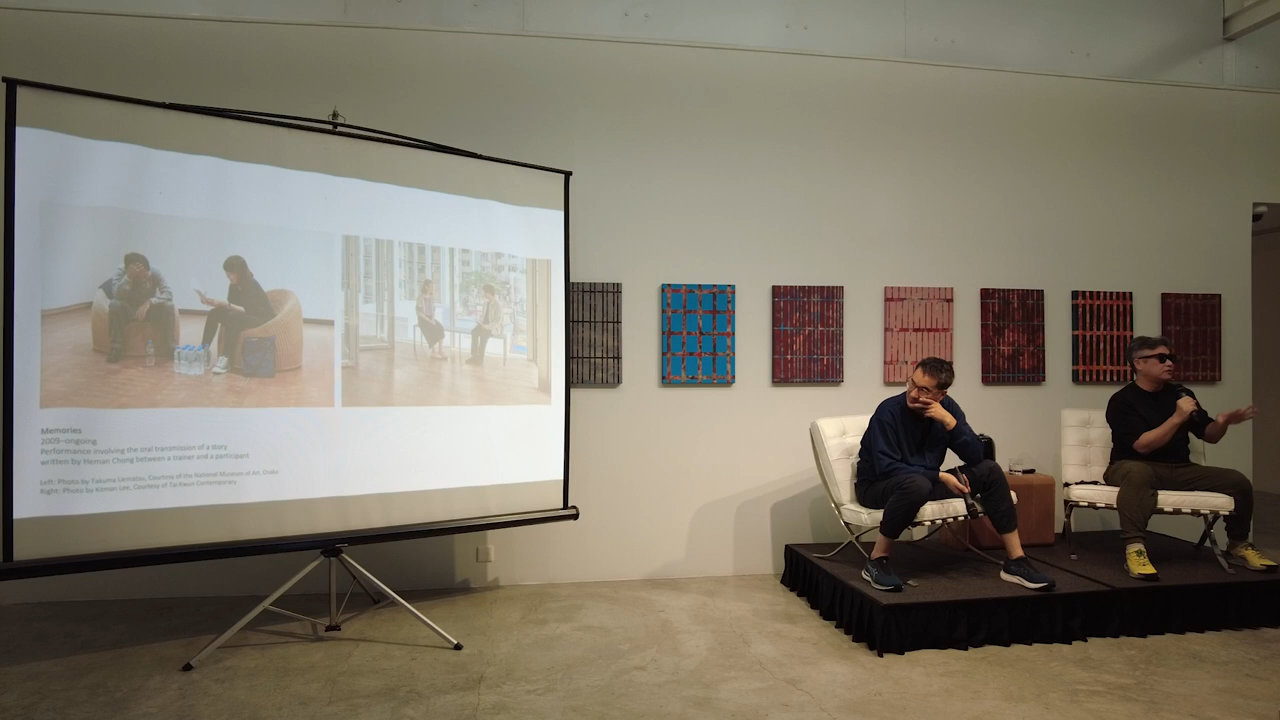 Memories
2009–ongoing
Performance involving the oral transmission of a story
written by Heman Chong between a trainer and a participant
Left: Photo by Takuma Uematsu, Courtesy of the National Museum of Art, Osaka
Right: Photo by Kitmin Lee, Courtesy of Tai Kwun Contemporary